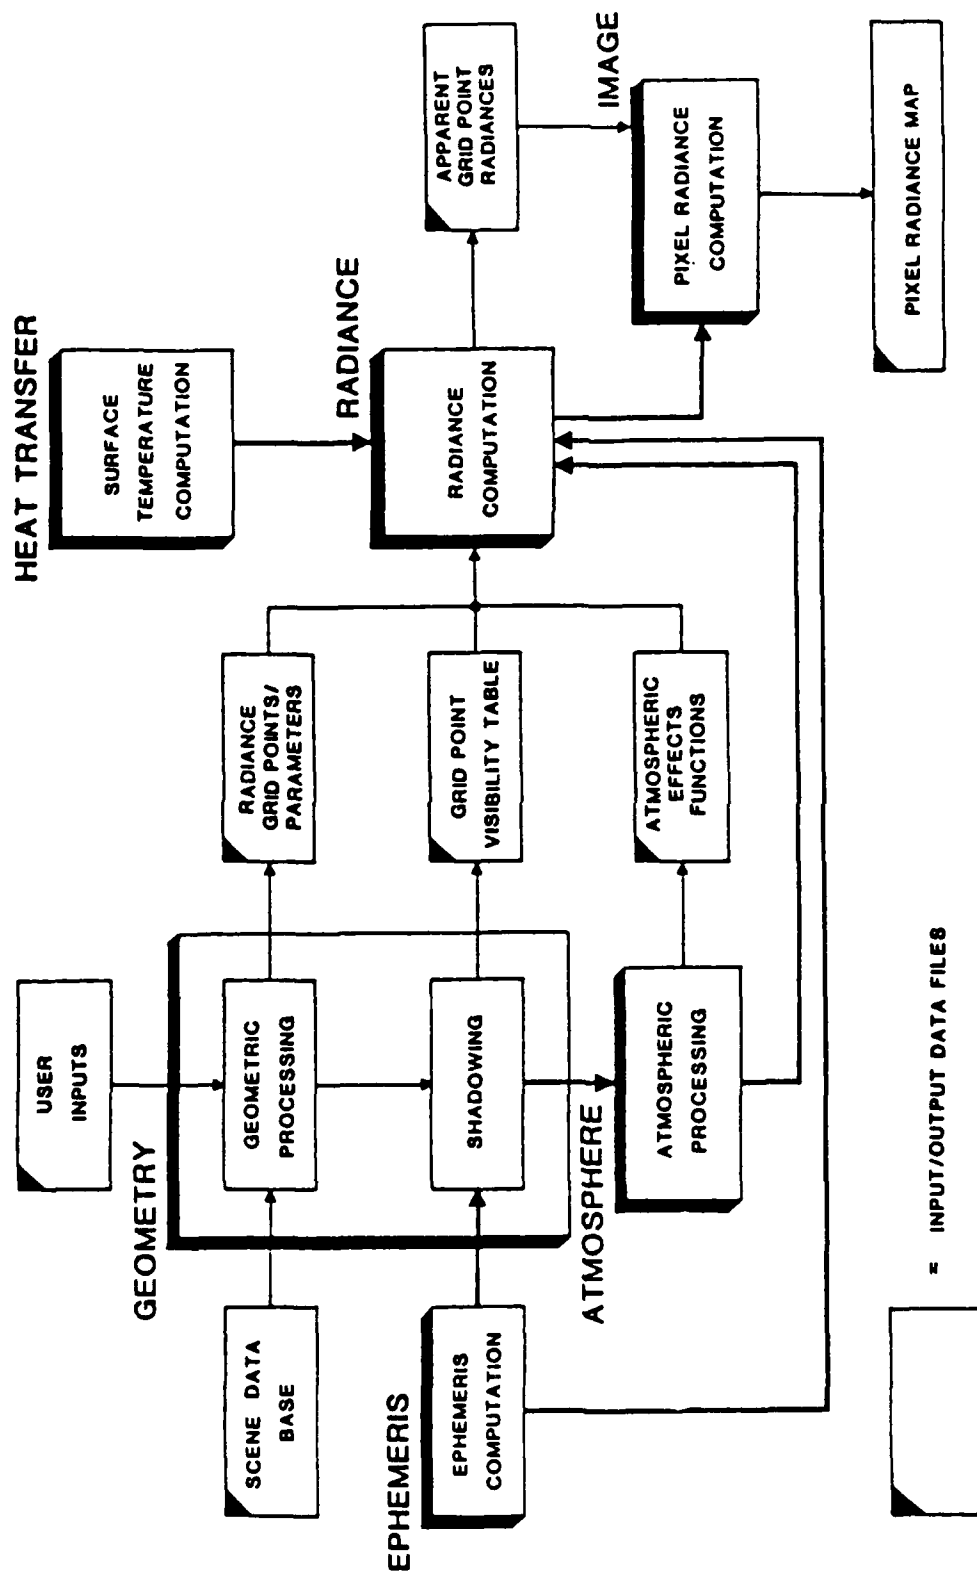 HEAT TRANSFER
SURFACE
TEMPERATURE
COMPUTATION
USER
INPUTS
GEOMETRY
SCENE DATA
BASE
GEOMETRIC
PROCESSING
RADIANCE
GRID POINTS/
PARAMETERS
RADIANCE
RADIANCE
COMPUTATION
APPARENT
GRID POINT
RADIANCES
EPHEMERIS
EPHEMERIS
COMPUTATION
SHADOWING
GRID POINT
VISIBILITY TABLE
IMAGE
PIXEL RADIANCE
COMPUTATION
ATMOSPHERE
ATMOSPHERIC
PROCESSING
ATMOSPHERIC
EFFECTS
FUNCTIONS
PIXEL RADIANCE MAP
= INPUT/OUTPUT DATA FILES